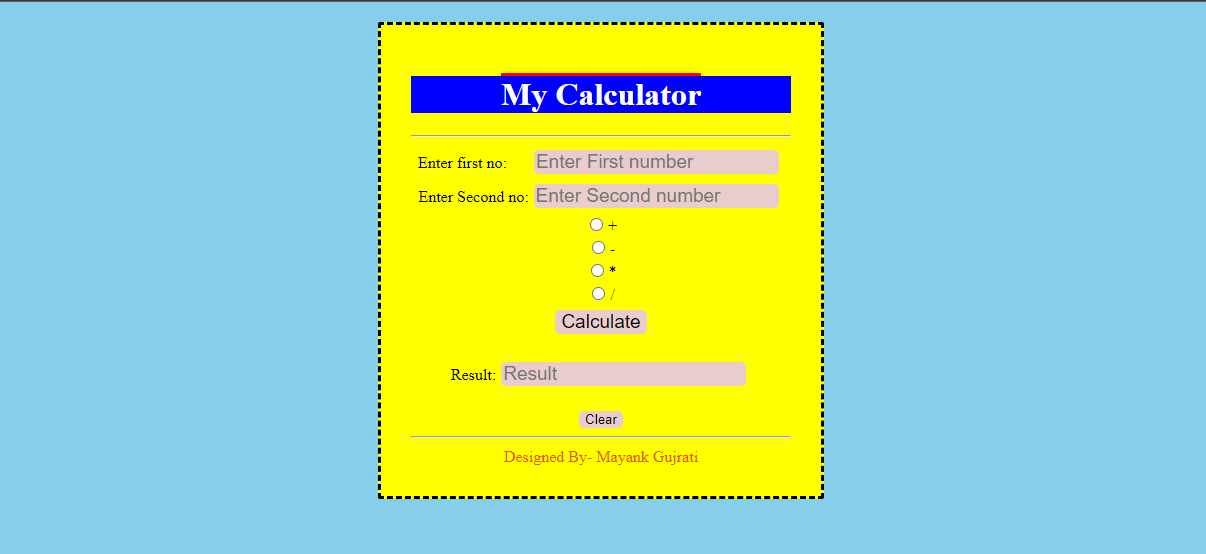 My Calculator
Enter first no: Enter First number
Enter Second no: Enter Second number
+
-
*
/
Calculate
Result: Result
Clear
Designed By- Mayank Gujrati